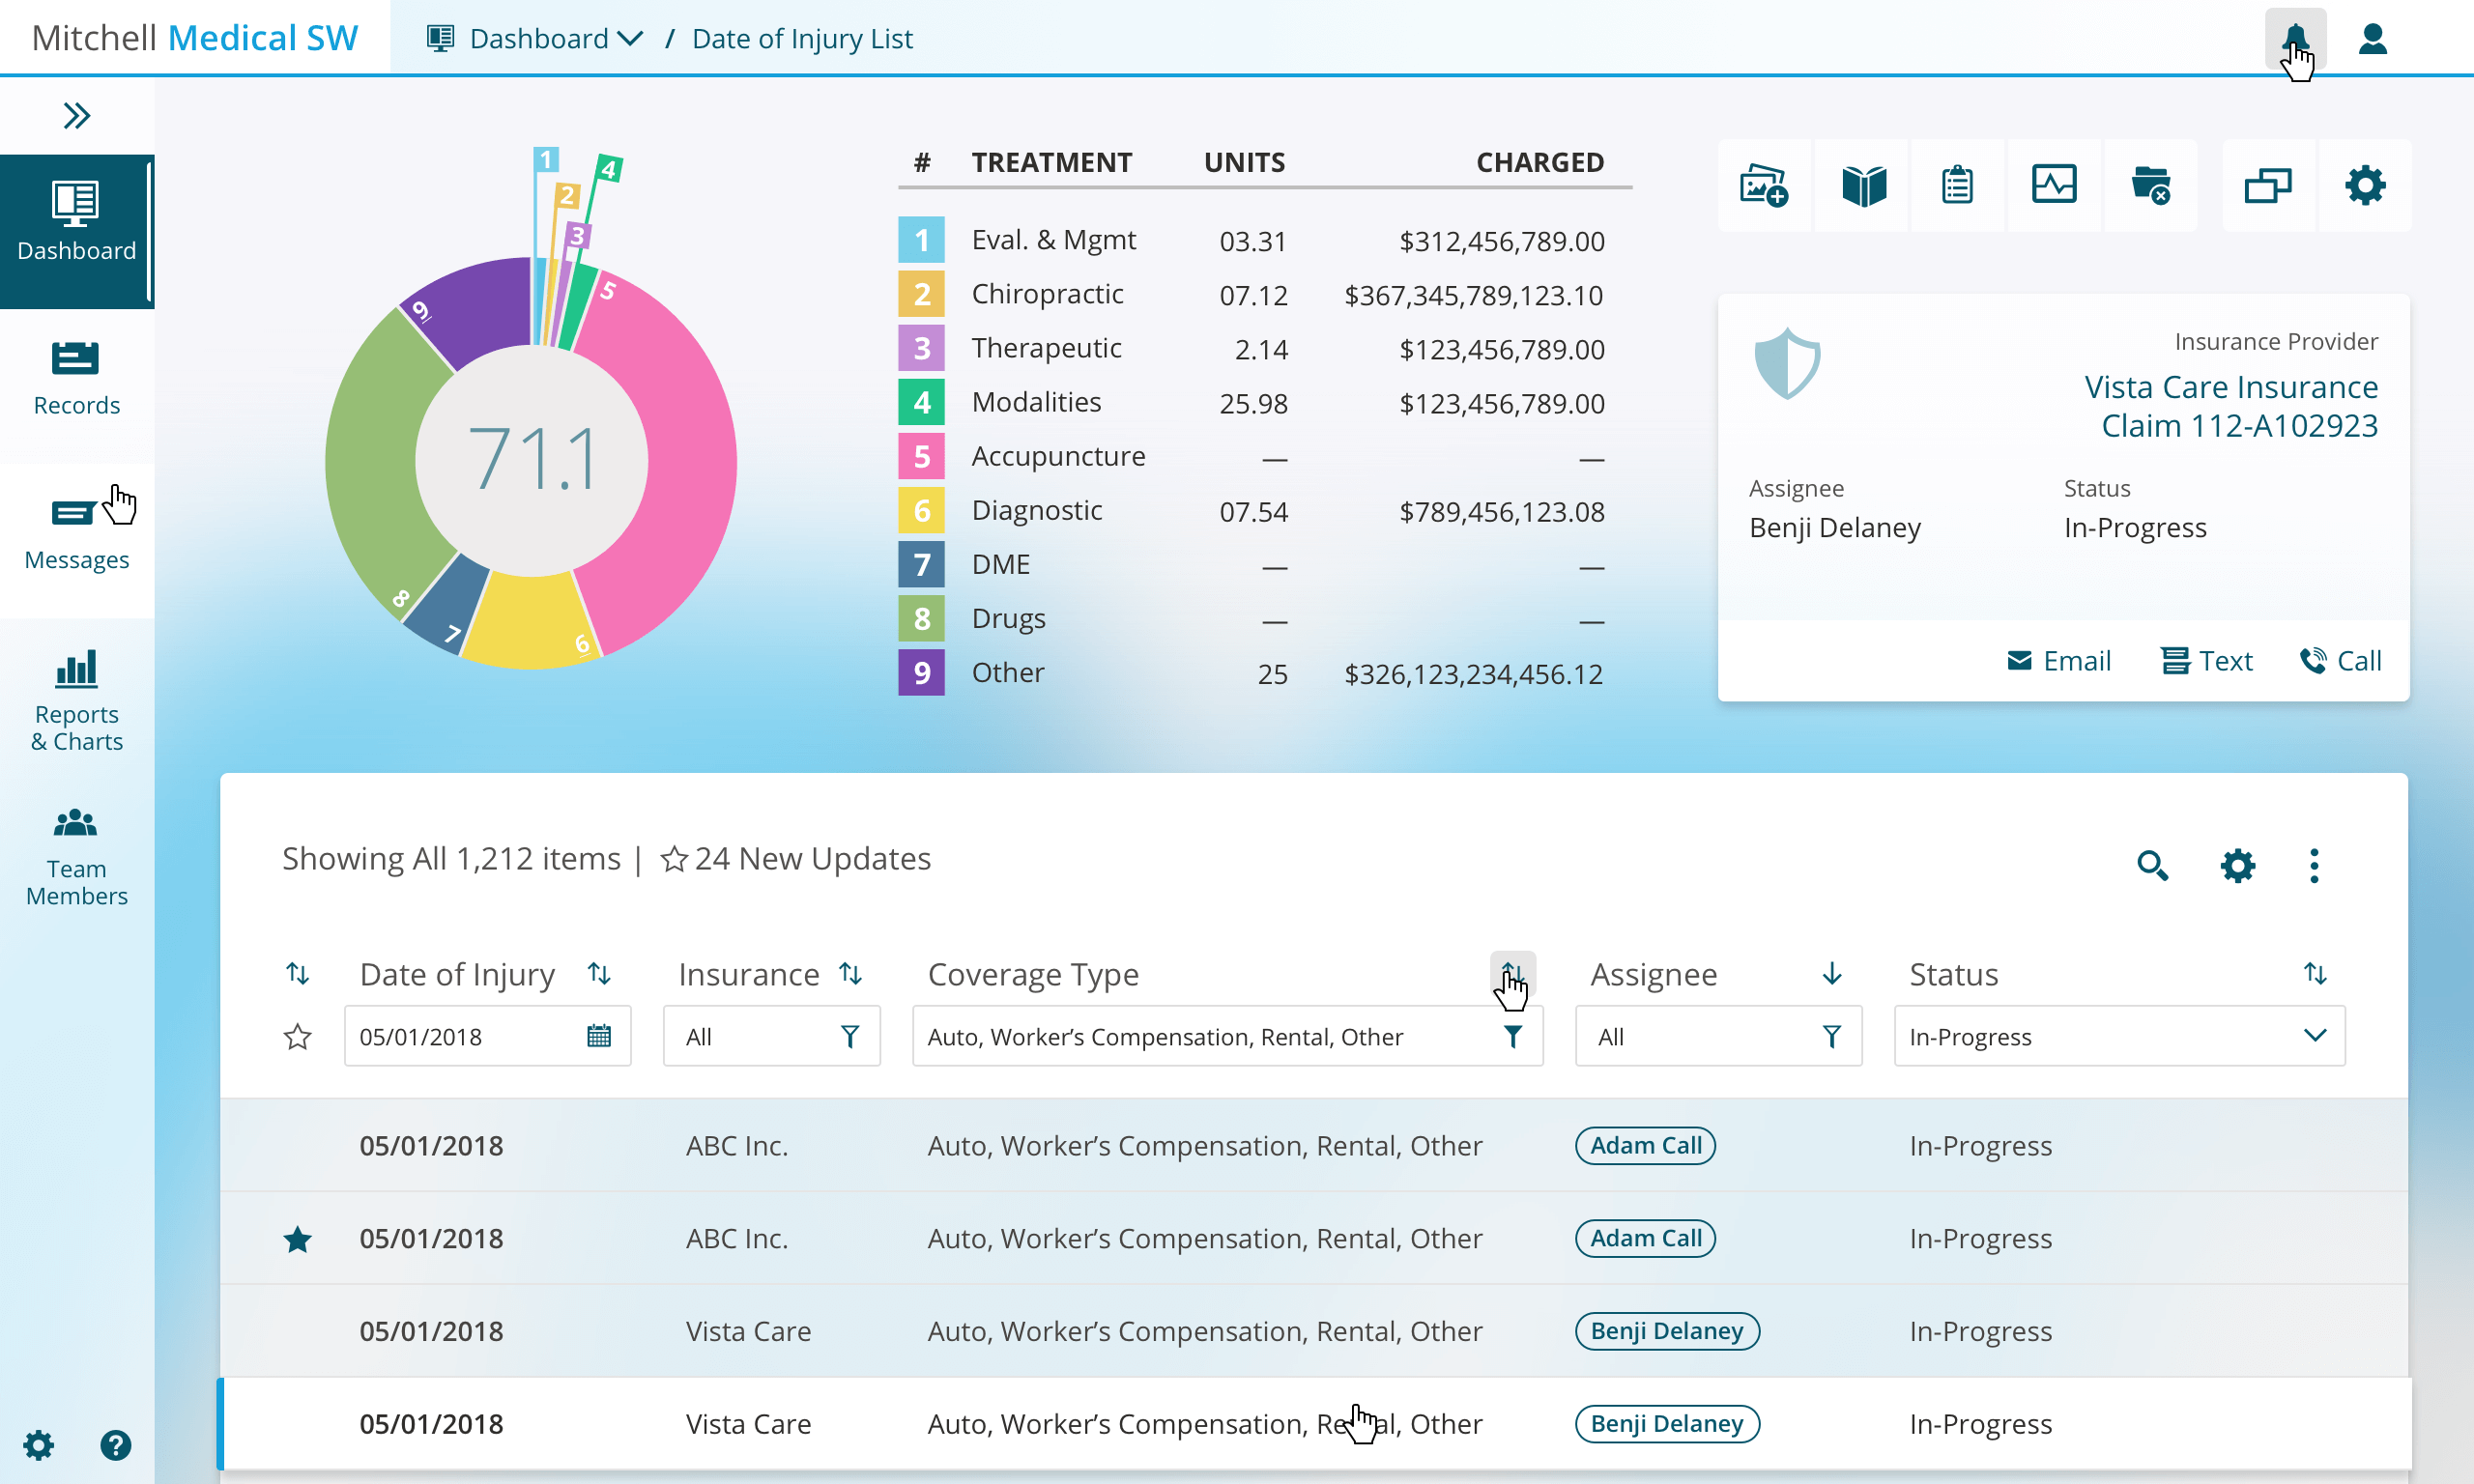 Mitchell Medical SW
Dashboard / Date of Injury List
Dashboard
Records
Messages
Reports
& Charts
Team
Members
1
2
3
4
5
6
7
8
9
71.1
# TREATMENT UNITS CHARGED
1 Eval. & Mgmt 03.31 $312,456,789.00
2 Chiropractic 07.12 $367,345,789,123.10
3 Therapeutic 2.14 $123,456,789.00
4 Modalities 25.98 $123,456,789.00
5 Accupuncture — —
6 Diagnostic 07.54 $789,456,123.08
7 DME — —
8 Drugs — —
9 Other 25 $326,123,234,456.12
Insurance Provider
Vista Care Insurance
Claim 112-A102923
Assignee Status
Benji Delaney In-Progress
Email Text Call
Showing All 1,212 items | 24 New Updates
Date of Injury Insurance Coverage Type Assignee Status
05/01/2018 All Auto, Worker’s Compensation, Rental, Other All In-Progress
05/01/2018 ABC Inc. Auto, Worker’s Compensation, Rental, Other Adam Call In-Progress
05/01/2018 ABC Inc. Auto, Worker’s Compensation, Rental, Other Adam Call In-Progress
05/01/2018 Vista Care Auto, Worker’s Compensation, Rental, Other Benji Delaney In-Progress
05/01/2018 Vista Care Auto, Worker’s Compensation, Rental, Other Benji Delaney In-Progress